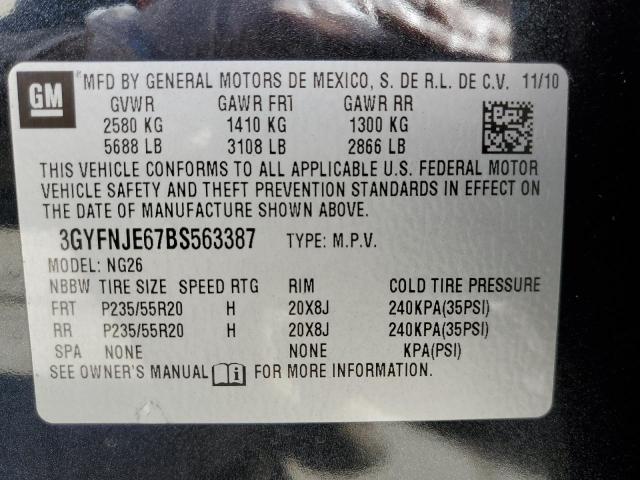 GM
MFD BY GENERAL MOTORS DE MEXICO, S. DE R.L. DE C.V. 11/10
GVWR GAWR FRT GAWR RR
2580 KG 1410 KG 1300 KG
5688 LB 3108 LB 2866 LB
THIS VEHICLE CONFORMS TO ALL APPLICABLE U.S. FEDERAL MOTOR
VEHICLE SAFETY AND THEFT PREVENTION STANDARDS IN EFFECT ON
THE DATE OF MANUFACTURE SHOWN ABOVE.
3GYFNJE67BS563387 TYPE: M.P.V.
MODEL: NG26
NBBW TIRE SIZE SPEED RTG RIM COLD TIRE PRESSURE
FRT P235/55R20 H 20X8J 240KPA(35PSI)
RR P235/55R20 H 20X8J 240KPA(35PSI)
SPA NONE NONE KPA(PSI)
SEE OWNER'S MANUAL i FOR MORE INFORMATION.